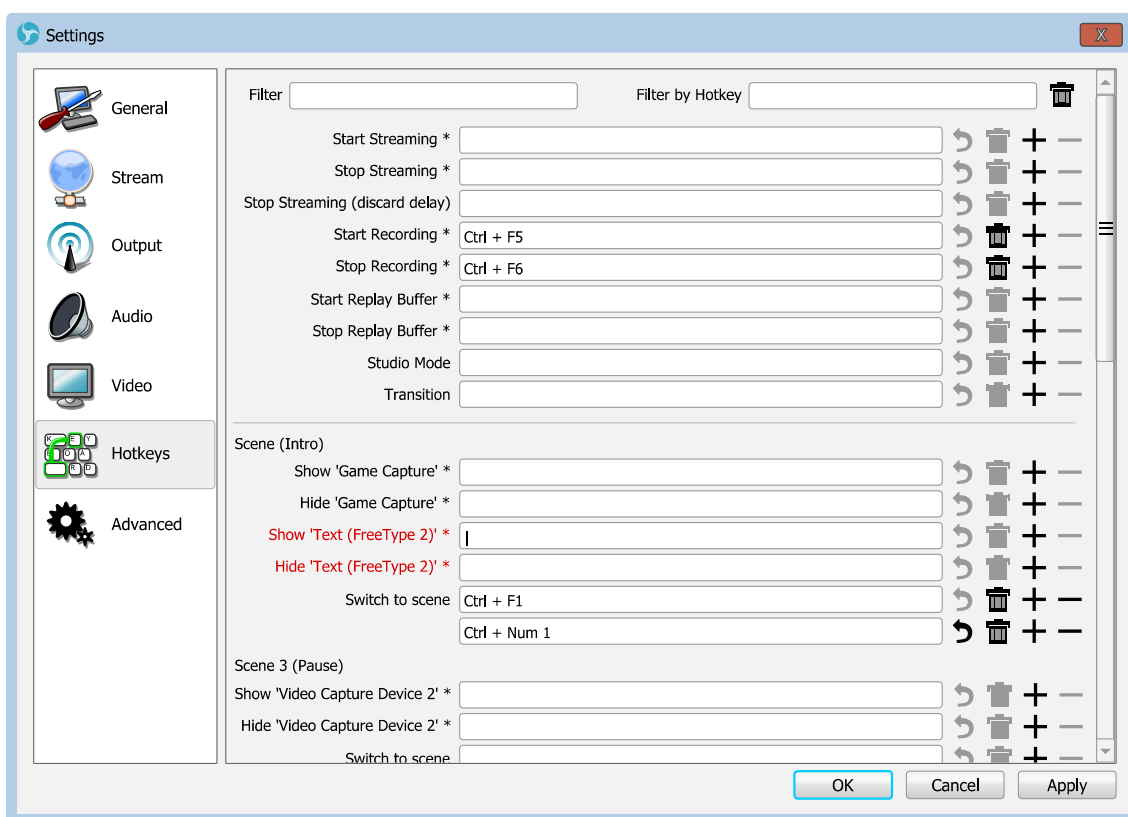 Settings
X
General
Stream
Output
Audio
Video
K E Y
B O A
R D
Hotkeys
Advanced
Filter Filter by Hotkey
Start Streaming *
Stop Streaming *
Stop Streaming (discard delay)
Start Recording * Ctrl + F5
Stop Recording * Ctrl + F6
Start Replay Buffer *
Stop Replay Buffer *
Studio Mode
Transition
Scene (Intro)
Show 'Game Capture' *
Hide 'Game Capture' *
Show 'Text (FreeType 2)' *
Hide 'Text (FreeType 2)' *
Switch to scene Ctrl + F1
Ctrl + Num 1
Scene 3 (Pause)
Show 'Video Capture Device 2' *
Hide 'Video Capture Device 2' *
Switch to scene
OK Cancel Apply